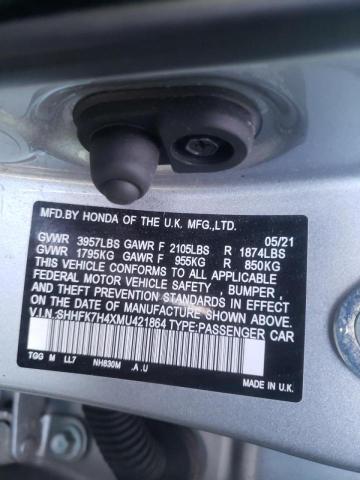 MFD.BY HONDA OF THE U.K. MFG.,LTD.
05/21
GVWR 3957LBS GAWR F 2105LBS R 1874LBS
GVWR 1795KG GAWR F 955KG R 850KG
THIS VEHICLE CONFORMS TO ALL APPLICABLE
FEDERAL MOTOR VEHICLE SAFETY , BUMPER ,
AND THEFT PREVENTION STANDARDS IN EFFECT
ON THE DATE OF MANUFACTURE SHOWN ABOVE.
V.I.N:SHHFK7H4XMU421864 TYPE:PASSENGER CAR
TGG M LL7 NH830M .A.U
MADE IN U.K.